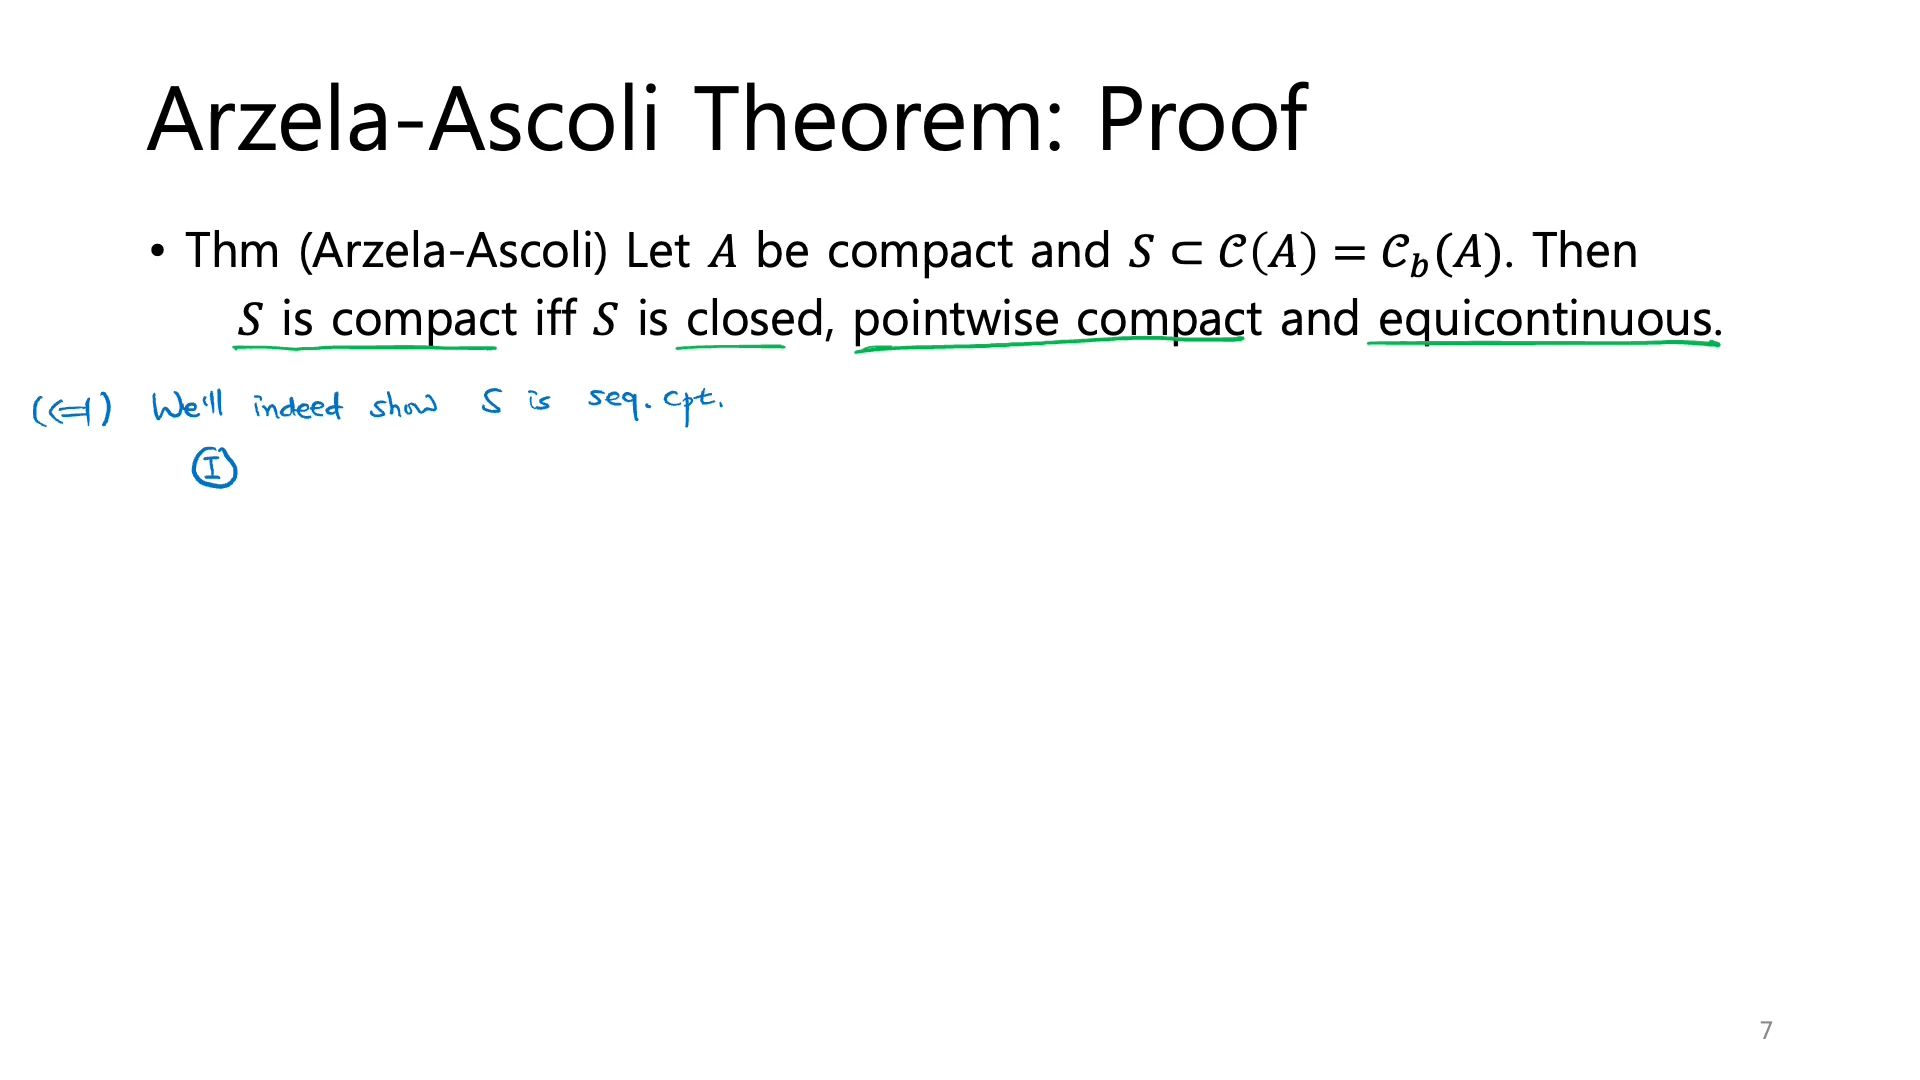 Arzela-Ascoli Theorem: Proof
• Thm (Arzela-Ascoli) Let 𝐴 be compact and 𝑆 ⊂ 𝒞(𝐴) = 𝒞_𝑏(𝐴). Then
𝑆 is compact iff 𝑆 is closed, pointwise compact and equicontinuous.
(⇐) We'll indeed show S is seq. cpt.
Ⓘ
7